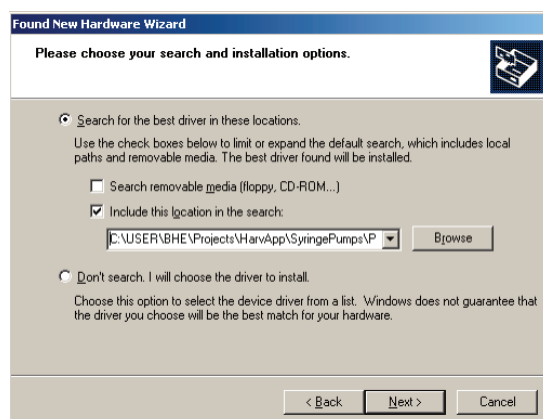 Found New Hardware Wizard
Please choose your search and installation options.
Search for the best driver in these locations.
Use the check boxes below to limit or expand the default search, which includes local
paths and removable media. The best driver found will be installed.
Search removable media (floppy, CD-ROM...)
Include this location in the search:
C:\USER\BHE\Projects\HarvApp\SyringePumps\P
Browse
Don't search. I will choose the driver to install.
Choose this option to select the device driver from a list. Windows does not guarantee that
the driver you choose will be the best match for your hardware.
< Back Next > Cancel